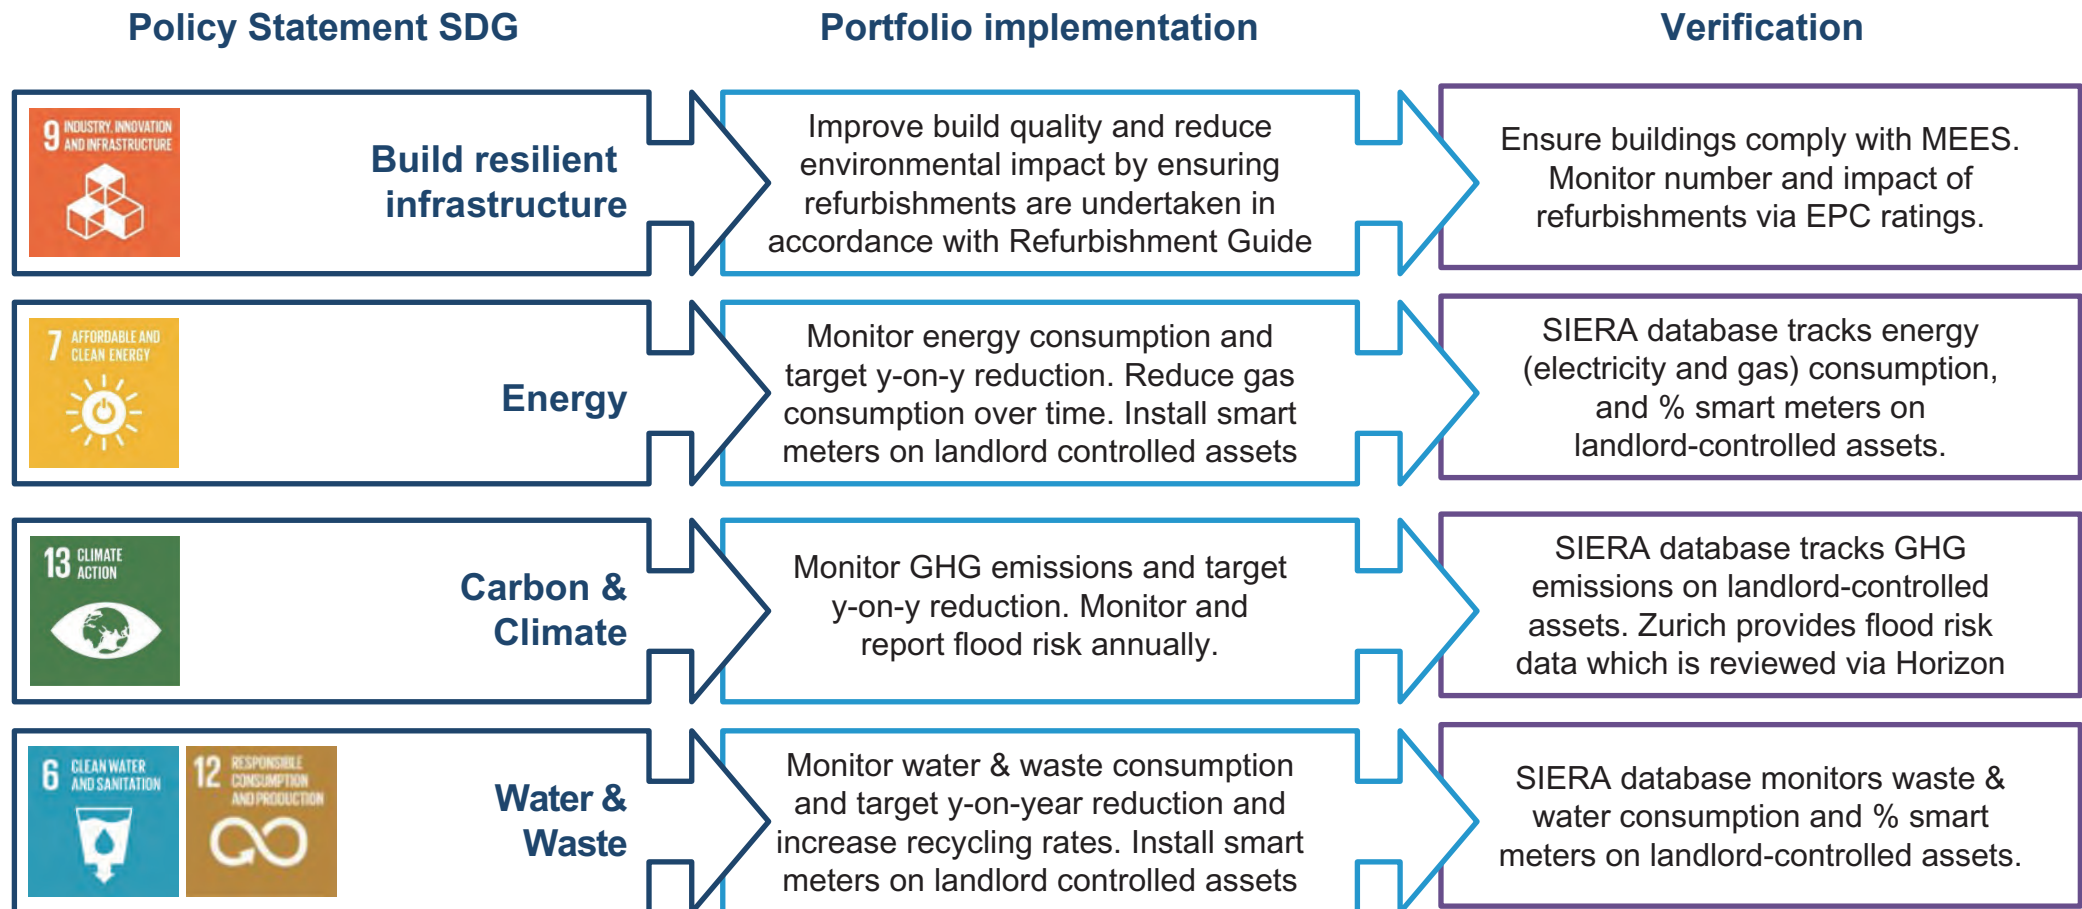 Policy Statement SDG
Portfolio implementation
Verification
9 INDUSTRY, INNOVATION
AND INFRASTRUCTURE
Build resilient
infrastructure
Improve build quality and reduce
environmental impact by ensuring
refurbishments are undertaken in
accordance with Refurbishment Guide
Ensure buildings comply with MEES.
Monitor number and impact of
refurbishments via EPC ratings.
7 AFFORDABLE AND
CLEAN ENERGY
Energy
Monitor energy consumption and
target y-on-y reduction. Reduce gas
consumption over time. Install smart
meters on landlord controlled assets
SIERA database tracks energy
(electricity and gas) consumption,
and % smart meters on
landlord-controlled assets.
13 CLIMATE
ACTION
Carbon &
Climate
Monitor GHG emissions and target
y-on-y reduction. Monitor and
report flood risk annually.
SIERA database tracks GHG
emissions on landlord-controlled
assets. Zurich provides flood risk
data which is reviewed via Horizon
6 CLEAN WATER
AND SANITATION
12 RESPONSIBLE
CONSUMPTION
AND PRODUCTION
Water &
Waste
Monitor water & waste consumption
and target y-on-year reduction and
increase recycling rates. Install smart
meters on landlord controlled assets
SIERA database monitors waste &
water consumption and % smart
meters on landlord-controlled assets.